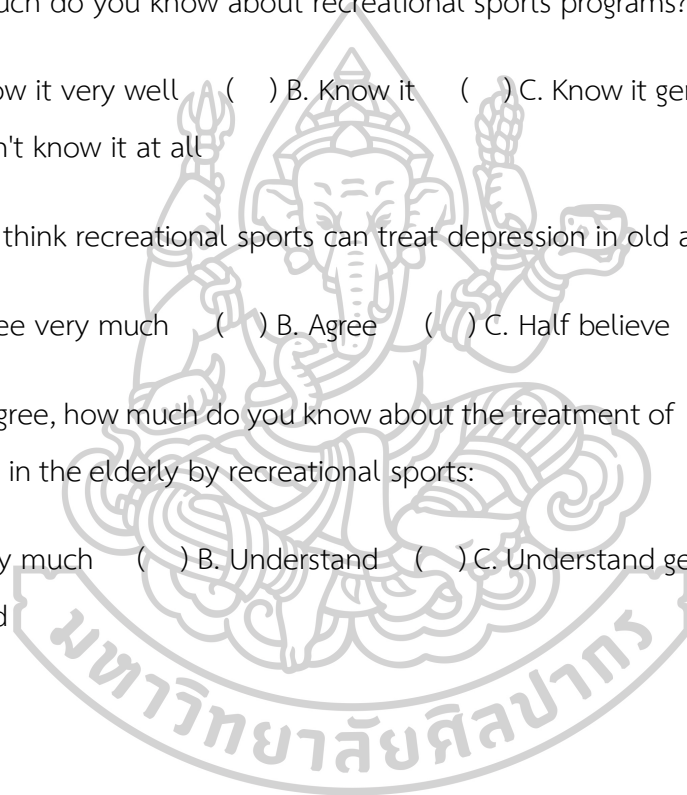 uch do you know about recreational sports programs?
ow it very well ( ) B. Know it ( ) C. Know it ger
n't know it at all
think recreational sports can treat depression in old a
ee very much ( ) B. Agree ( ) C. Half believe
gree, how much do you know about the treatment of
in the elderly by recreational sports:
y much ( ) B. Understand ( ) C. Understand ge
d
มหาวิทยาลัยศิลปากร